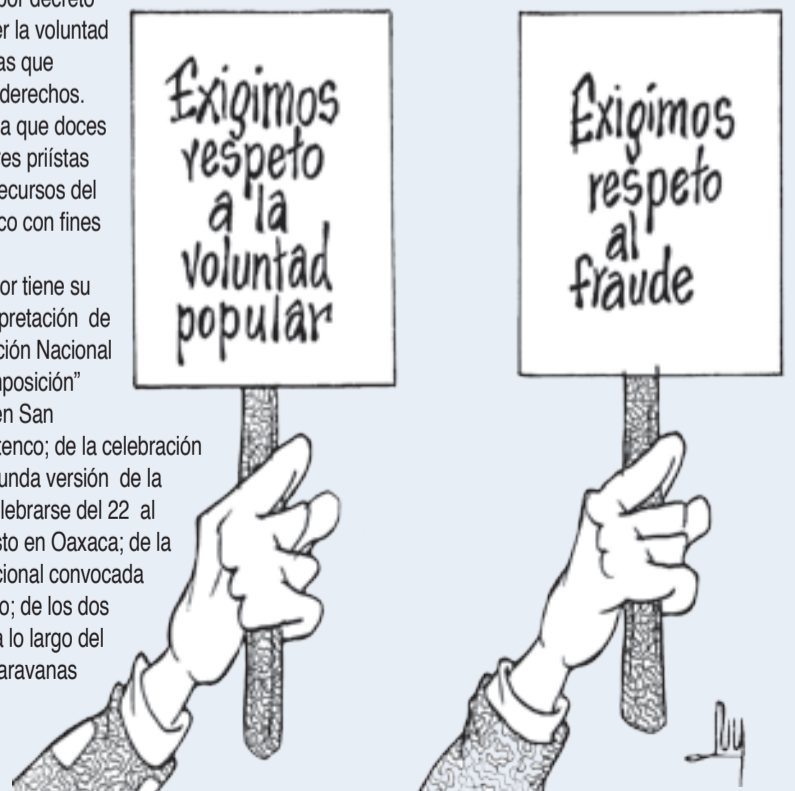 por decreto
er la voluntad
as que
derechos.
a que doces
res priístas
ecursos del
co con fines
or tiene su
pretación de
ción Nacional
mposición”
en San
tenco; de la celebración
unda versión de la
lebrarse del 22 al
sto en Oaxaca; de la
cional convocada
o; de los dos
a lo largo del
aravanas
Exigimos
respeto
a la
voluntad
popular
Exigimos
respeto
al
fraude